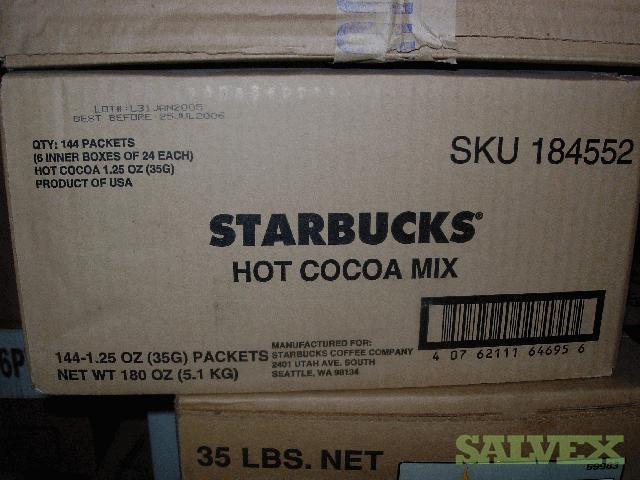 LOT#: L31JAN2005
BEST BEFORE 25JUL2006
QTY: 144 PACKETS
(6 INNER BOXES OF 24 EACH)
HOT COCOA 1.25 OZ (35G)
PRODUCT OF USA
SKU 184552
STARBUCKS®
HOT COCOA MIX
144-1.25 OZ (35G) PACKETS
NET WT 180 OZ (5.1 KG)
MANUFACTURED FOR:
STARBUCKS COFFEE COMPANY
2401 UTAH AVE. SOUTH
SEATTLE, WA 98134
4 07 62111 64695 6
6P
35 LBS. NET
SALVEX
69983